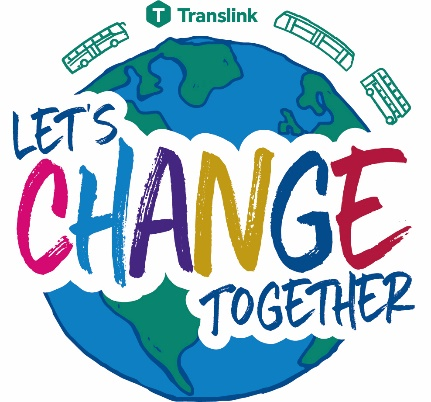 Translink
LET'S
CHANGE
TOGETHER